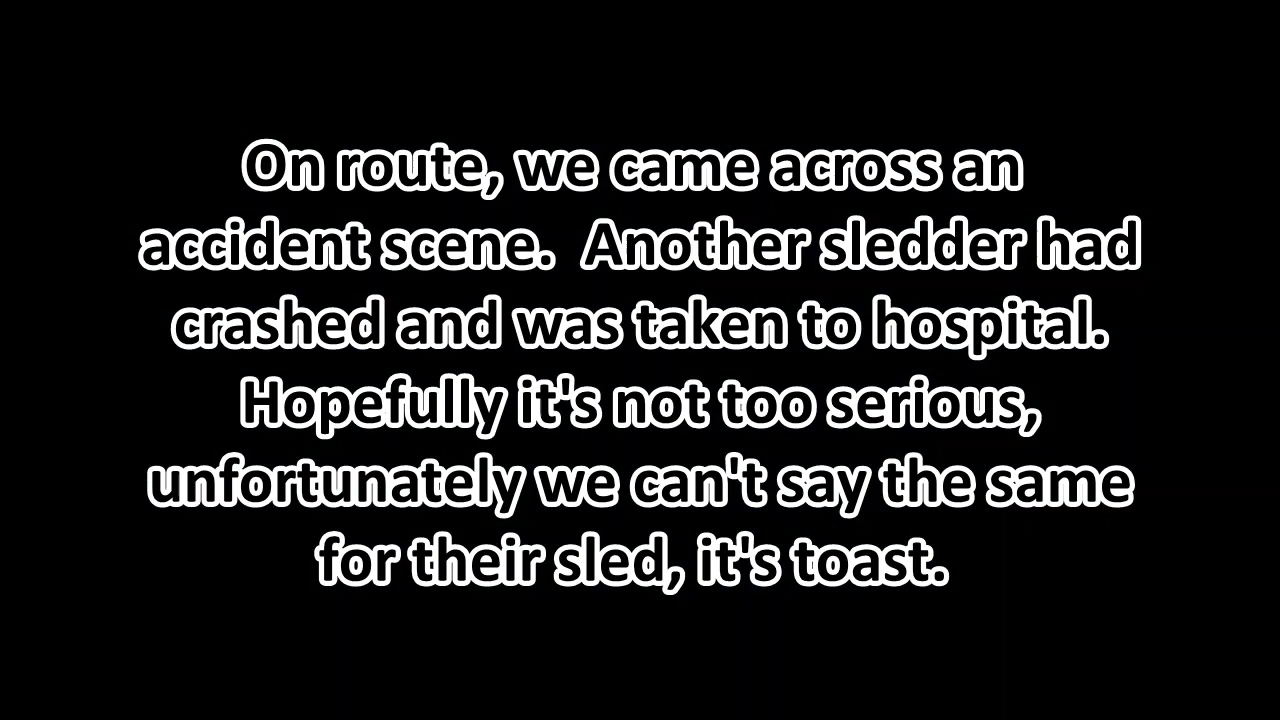 On route, we came across an
accident scene.  Another sledder had
crashed and was taken to hospital.
Hopefully it's not too serious,
unfortunately we can't say the same
for their sled, it's toast.